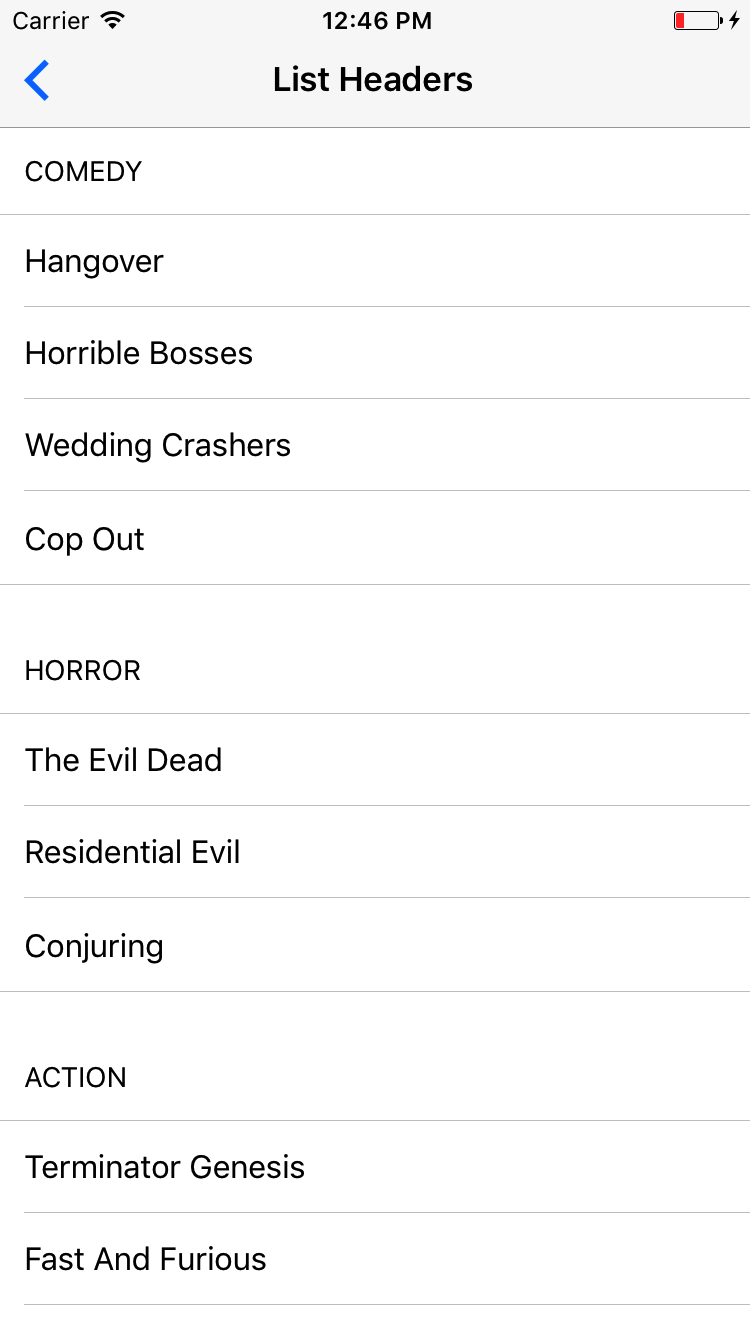 Carrier 12:46 PM
List Headers
COMEDY
Hangover
Horrible Bosses
Wedding Crashers
Cop Out
HORROR
The Evil Dead
Residential Evil
Conjuring
ACTION
Terminator Genesis
Fast And Furious